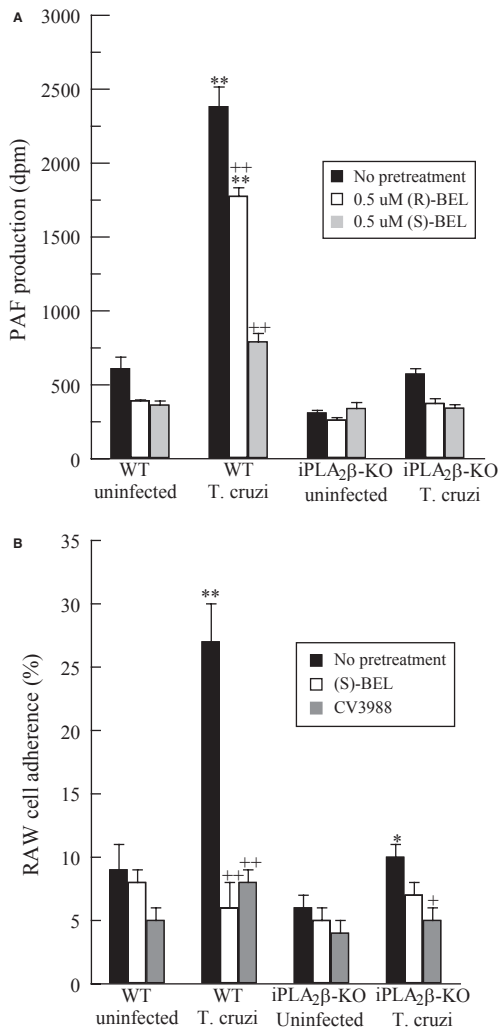 A
3000
2500
2000
1500
1000
500
0
PAF production (dpm)
**
++
**
++
No pretreatment
0.5 uM (R)-BEL
0.5 uM (S)-BEL
WT
uninfected
WT
T. cruzi
iPLA₂β-KO
uninfected
iPLA₂β-KO
T. cruzi
B
35
30
25
20
15
10
5
0
RAW cell adherence (%)
**
++
++
*
+
No pretreatment
(S)-BEL
CV3988
WT
uninfected
WT
T. cruzi
iPLA₂β-KO
Uninfected
iPLA₂β-KO
T. cruzi